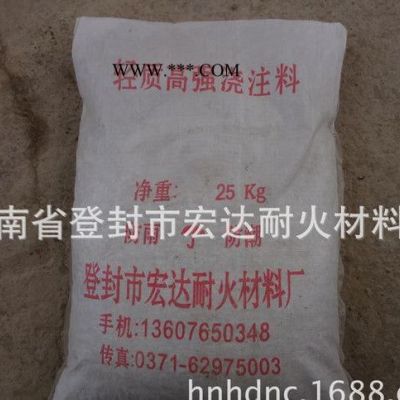 WWW.***.COM
轻质高强浇注料
净重: 25 Kg
南省登封市宏达耐火材料
登封市宏达耐火材料厂
手机:13607650348
传真:0371-62975003
hnhdnc.1688.c